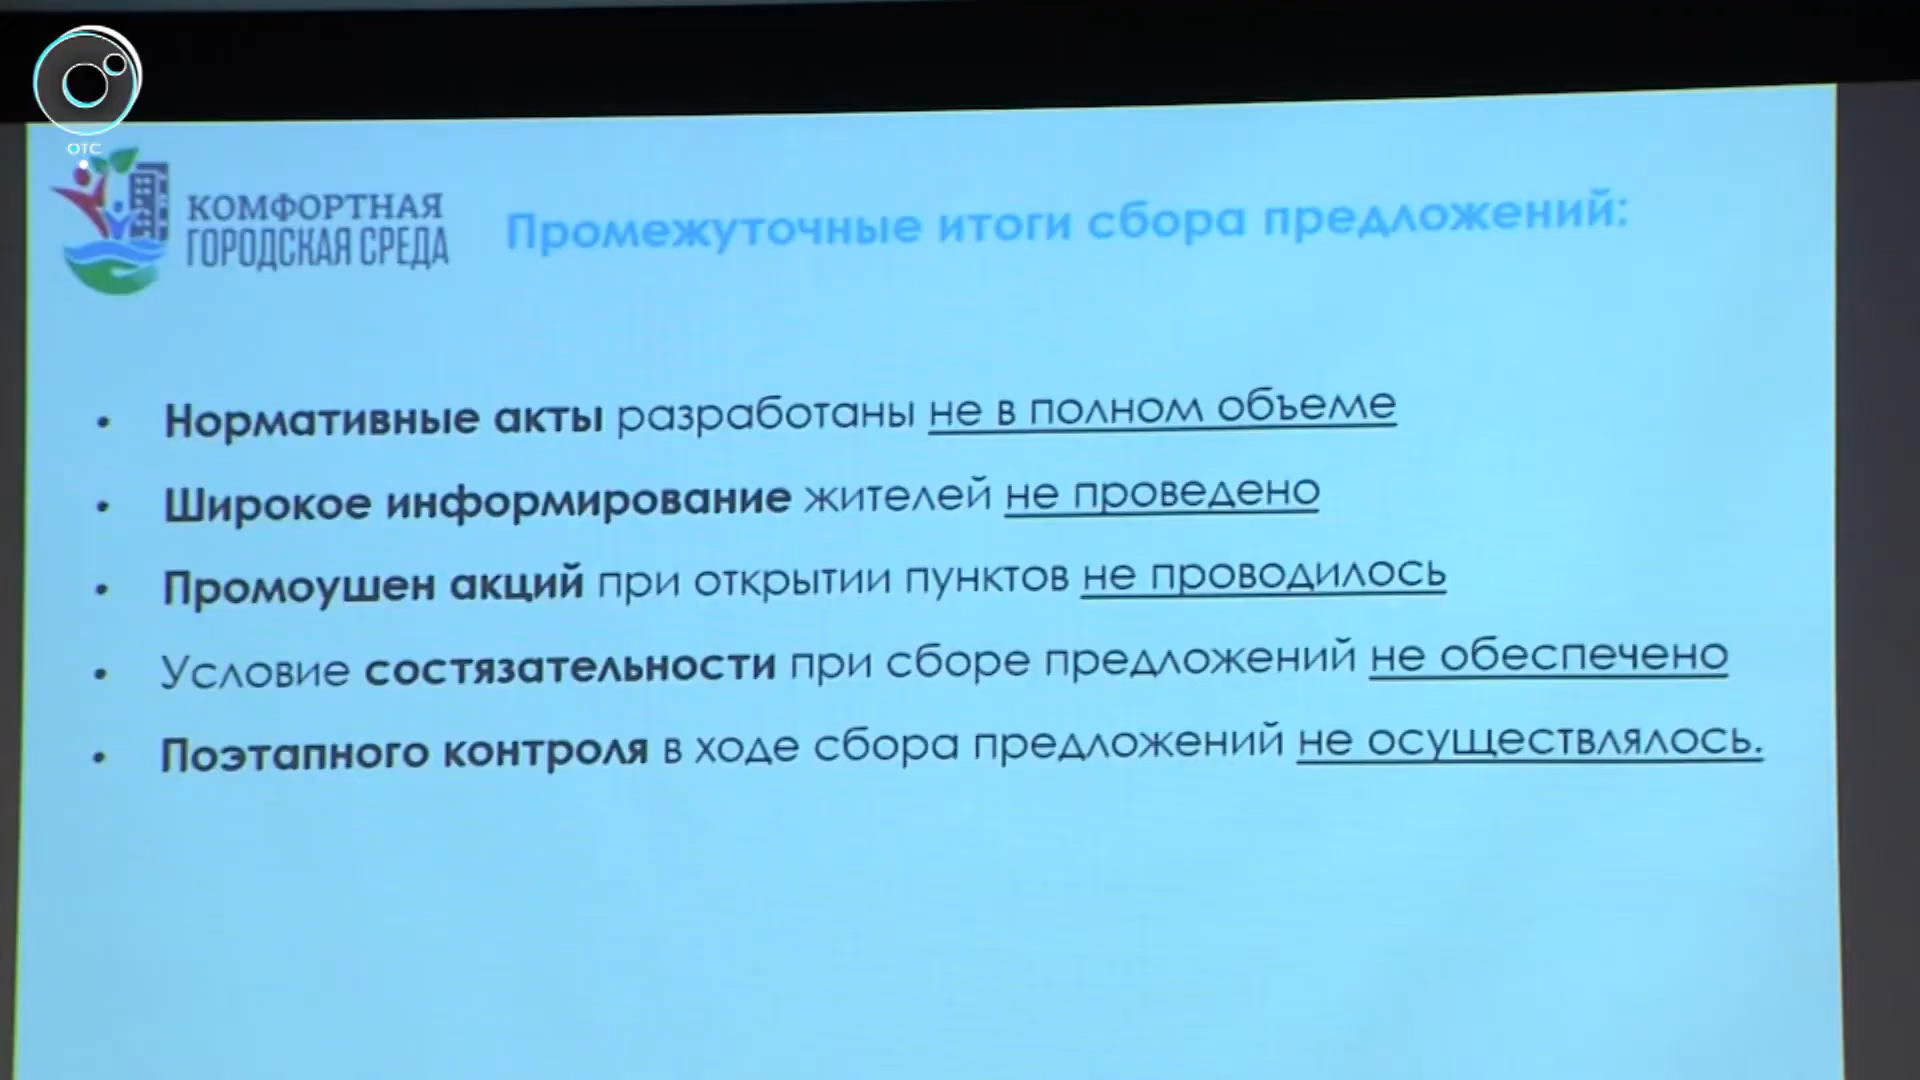 ОТС
КОМФОРТНАЯ
ГОРОДСКАЯ СРЕДА
Промежуточные итоги сбора предложений:
• Нормативные акты разработаны не в полном объеме
• Широкое информирование жителей не проведено
• Промоушен акций при открытии пунктов не проводилось
• Условие состязательности при сборе предложений не обеспечено
• Поэтапного контроля в ходе сбора предложений не осуществлялось.